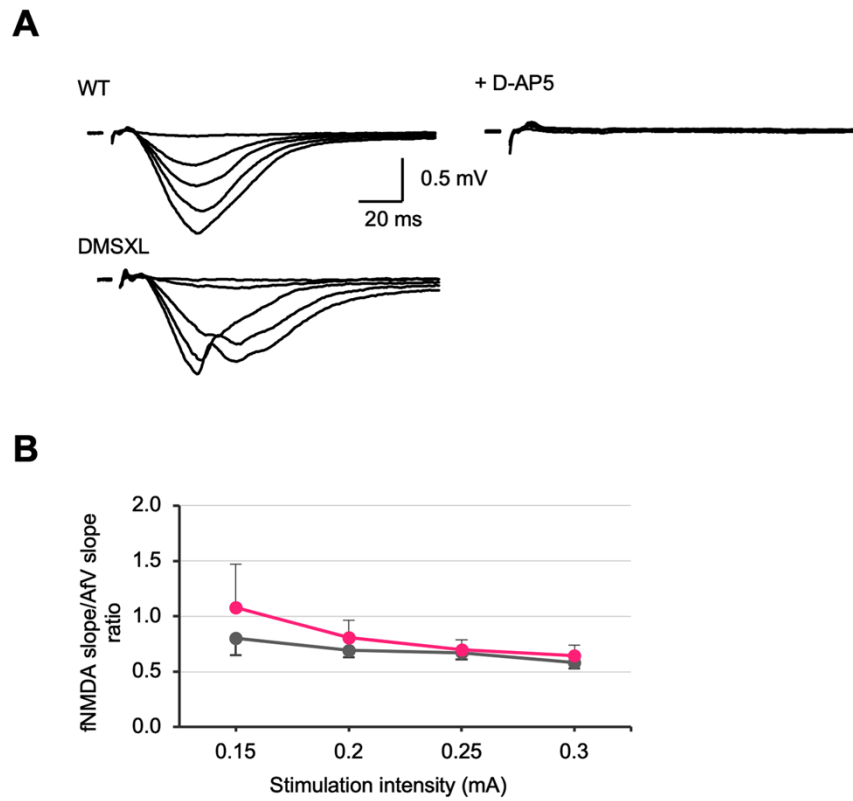 A
WT
+ D-AP5
0.5 mV
20 ms
DMSXL
B
fNMDA slope/AfV slope
ratio
2.0
1.5
1.0
0.5
0.0
0.15 0.2 0.25 0.3
Stimulation intensity (mA)